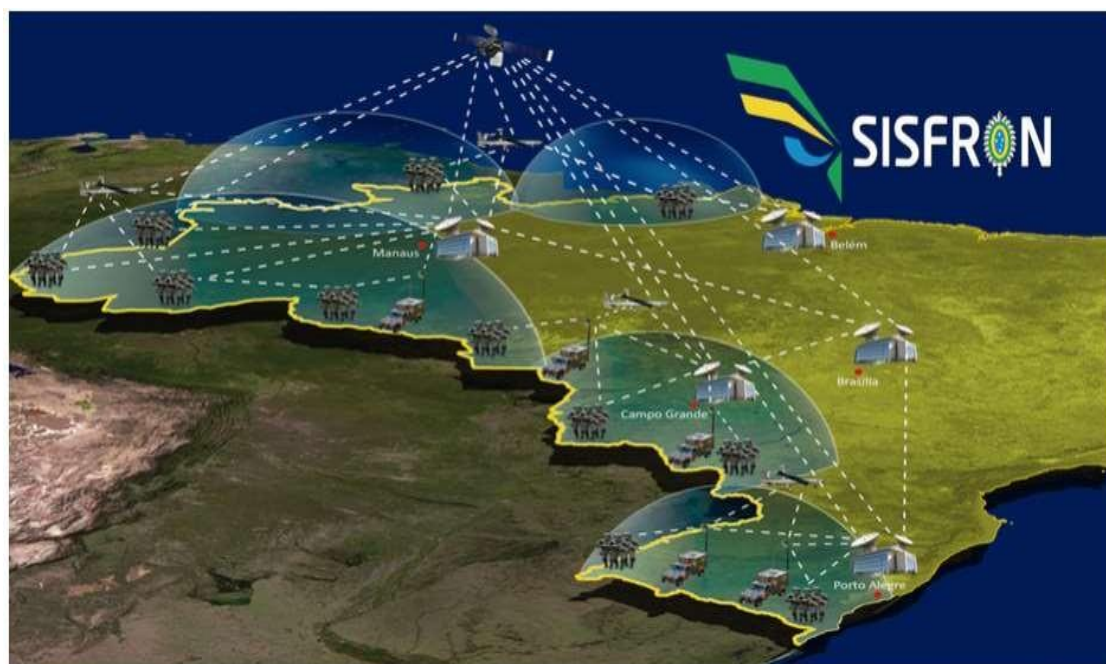 SISFRON
Belém
Manaus
Brasília
Campo Grande
Porto Alegre